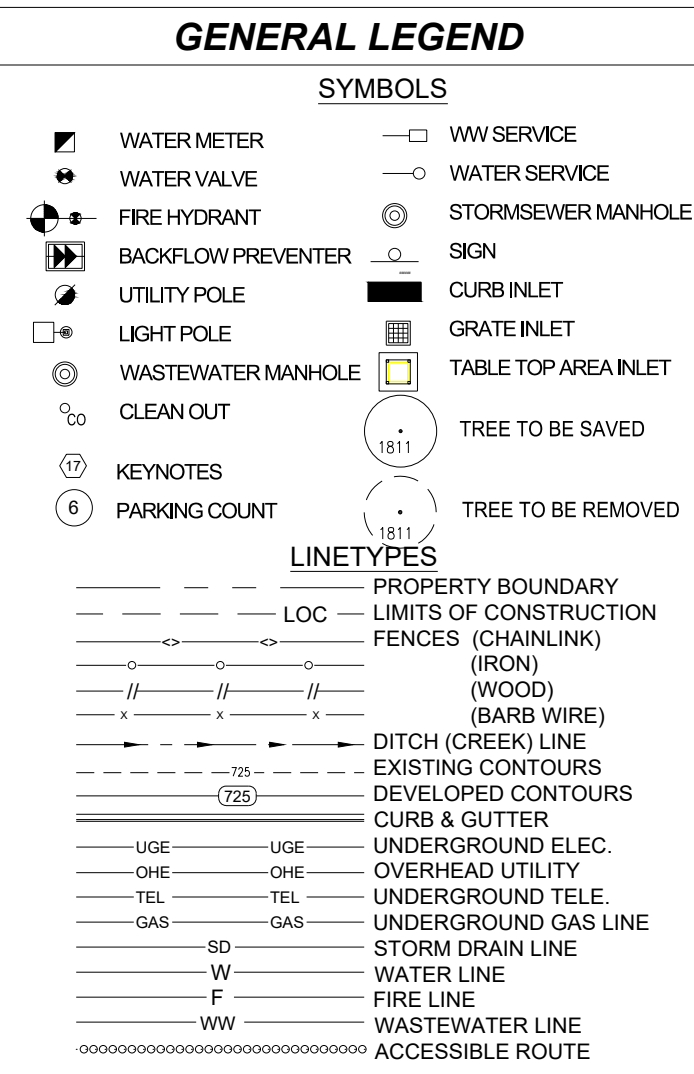 GENERAL LEGEND
SYMBOLS
WATER METER
WATER VALVE
FIRE HYDRANT
BACKFLOW PREVENTER
UTILITY POLE
LIGHT POLE
WASTEWATER MANHOLE
CO CLEAN OUT
17 KEYNOTES
6 PARKING COUNT
WW SERVICE
WATER SERVICE
STORMSEWER MANHOLE
SIGN
CURB INLET
GRATE INLET
TABLE TOP AREA INLET
1811 TREE TO BE SAVED
1811 TREE TO BE REMOVED
LINETYPES
PROPERTY BOUNDARY
LOC LIMITS OF CONSTRUCTION
<> <> FENCES (CHAINLINK)
(IRON)
// // // (WOOD)
x x x (BARB WIRE)
DITCH (CREEK) LINE
725 EXISTING CONTOURS
725 DEVELOPED CONTOURS
CURB & GUTTER
UGE UGE UNDERGROUND ELEC.
OHE OHE OVERHEAD UTILITY
TEL TEL UNDERGROUND TELE.
GAS GAS UNDERGROUND GAS LINE
SD STORM DRAIN LINE
W WATER LINE
F FIRE LINE
WW WASTEWATER LINE
ACCESSIBLE ROUTE